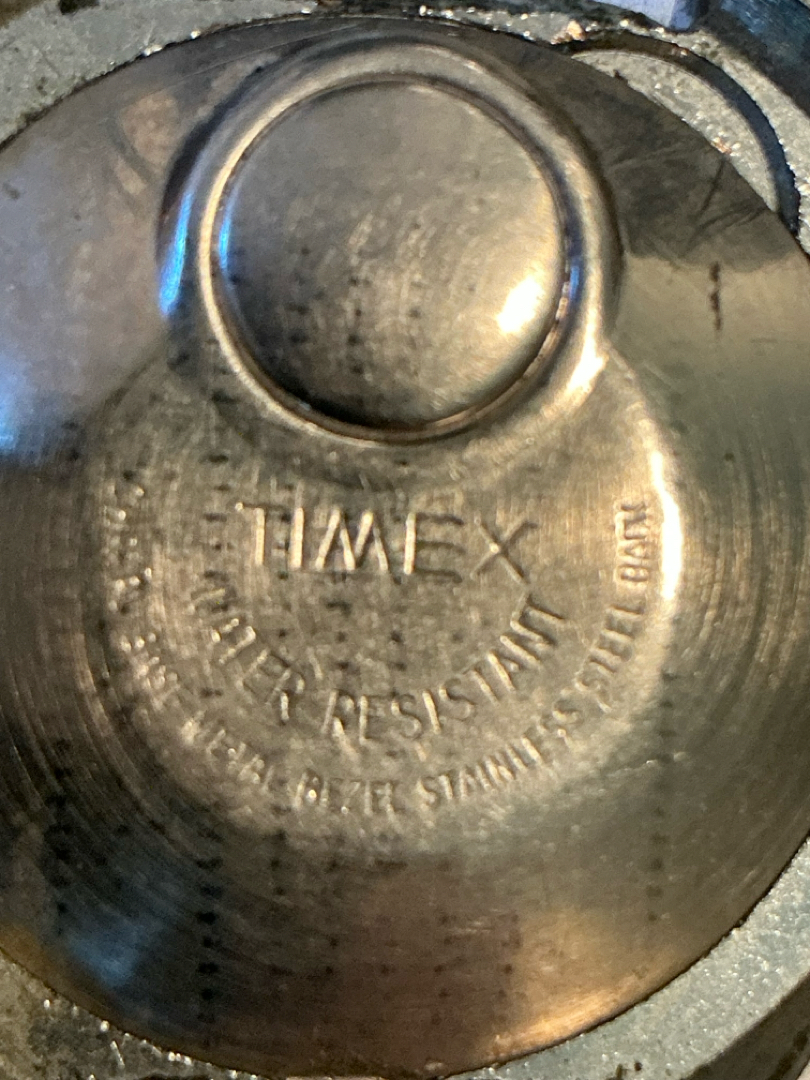 TIMEX
WATER RESISTANT
BASE METAL BEZEL STAINLESS STEEL BACK